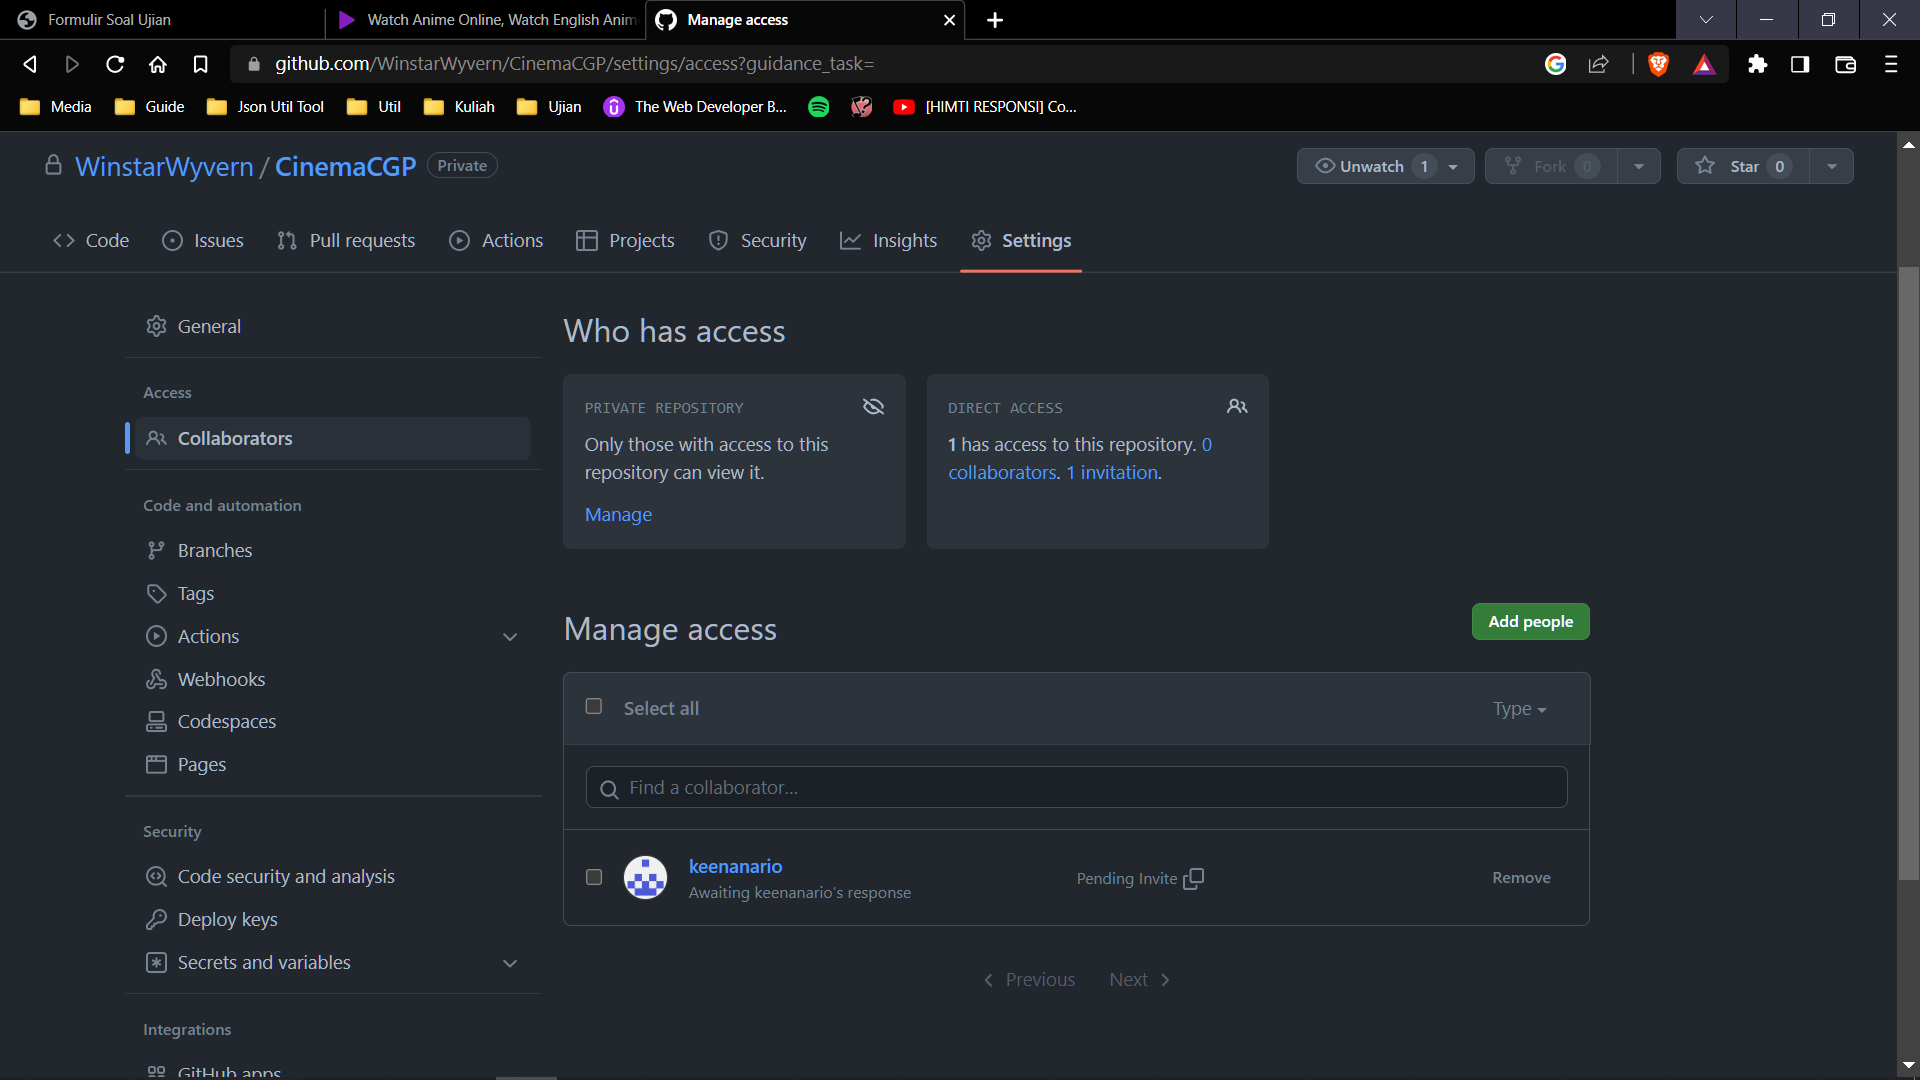 Formulir Soal Ujian
Watch Anime Online, Watch English Anim
Manage access
github.com/WinstarWyvern/CinemaCGP/settings/access?guidance_task=
Media
Guide
Json Util Tool
Util
Kuliah
Ujian
The Web Developer B...
[HIMTI RESPONSI] Co...
WinstarWyvern / CinemaCGP
Private
Unwatch 1
Fork 0
Star 0
Code
Issues
Pull requests
Actions
Projects
Security
Insights
Settings
General
Access
Collaborators
Code and automation
Branches
Tags
Actions
Webhooks
Codespaces
Pages
Security
Code security and analysis
Deploy keys
Secrets and variables
Integrations
GitHub apps
Who has access
PRIVATE REPOSITORY
Only those with access to this
repository can view it.
Manage
DIRECT ACCESS
1 has access to this repository. 0
collaborators. 1 invitation.
Manage access
Add people
Select all
Type
Find a collaborator...
keenanario
Awaiting keenanario's response
Pending Invite
Remove
Previous
Next